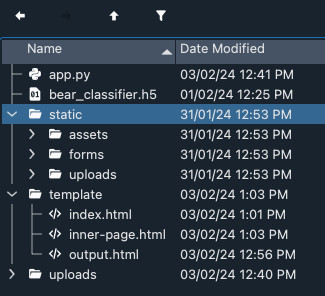 Name Date Modified
app.py 03/02/24 12:41 PM
bear_classifier.h5 01/02/24 12:25 PM
static 31/01/24 12:53 PM
assets 31/01/24 12:53 PM
forms 31/01/24 12:53 PM
uploads 31/01/24 12:53 PM
template 03/02/24 1:03 PM
index.html 03/02/24 1:01 PM
inner-page.html 03/02/24 1:03 PM
output.html 03/02/24 12:56 PM
uploads 03/02/24 12:40 PM